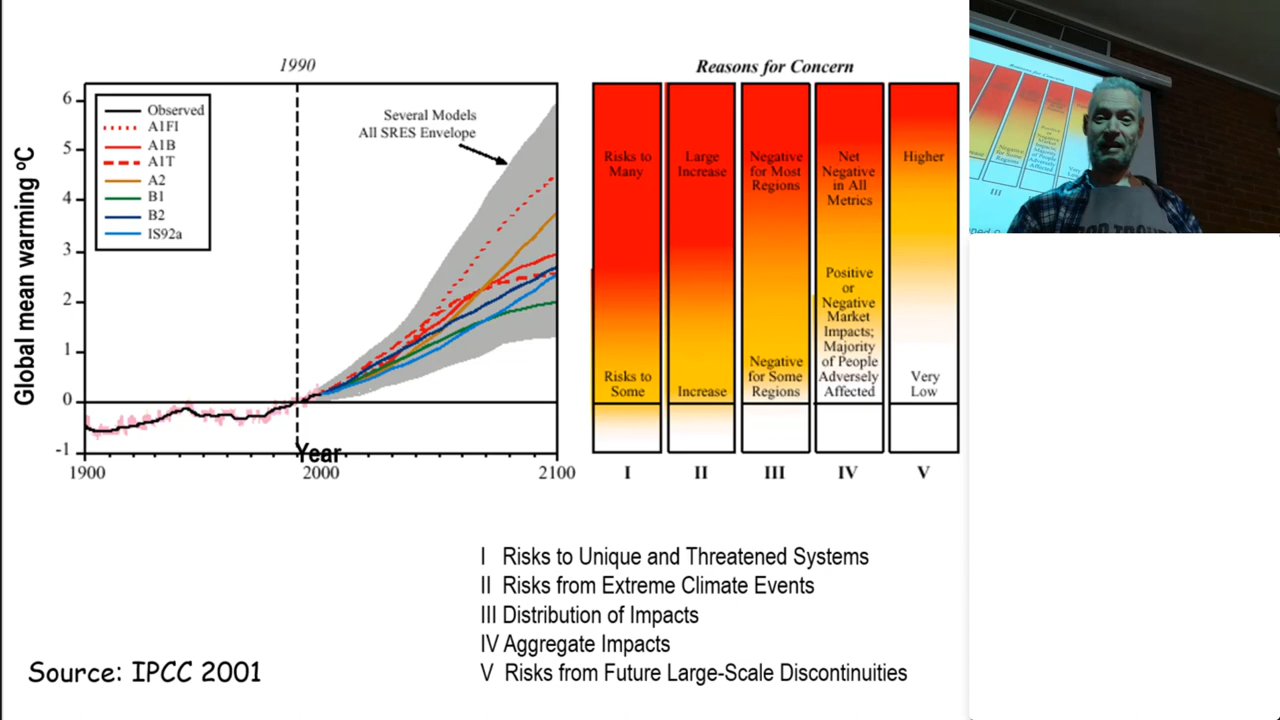 1990
Reasons for Concern
Global mean warming ºC
6
5
4
3
2
1
0
-1
Observed
A1FI
A1B
A1T
A2
B1
B2
IS92a
Several Models
All SRES Envelope
Year
1900
2000
2100
Risks to
Many
Risks to
Some
Large
Increase
Increase
Negative
for Most
Regions
Negative
for Some
Regions
Net
Negative
in All
Metrics
Positive
or
Negative
Market
Impacts;
Majority
of People
Adversely
Affected
Higher
Very
Low
I
II
III
IV
V
I Risks to Unique and Threatened Systems
II Risks from Extreme Climate Events
III Distribution of Impacts
IV Aggregate Impacts
V Risks from Future Large-Scale Discontinuities
Source: IPCC 2001
Reasons for Concern
III